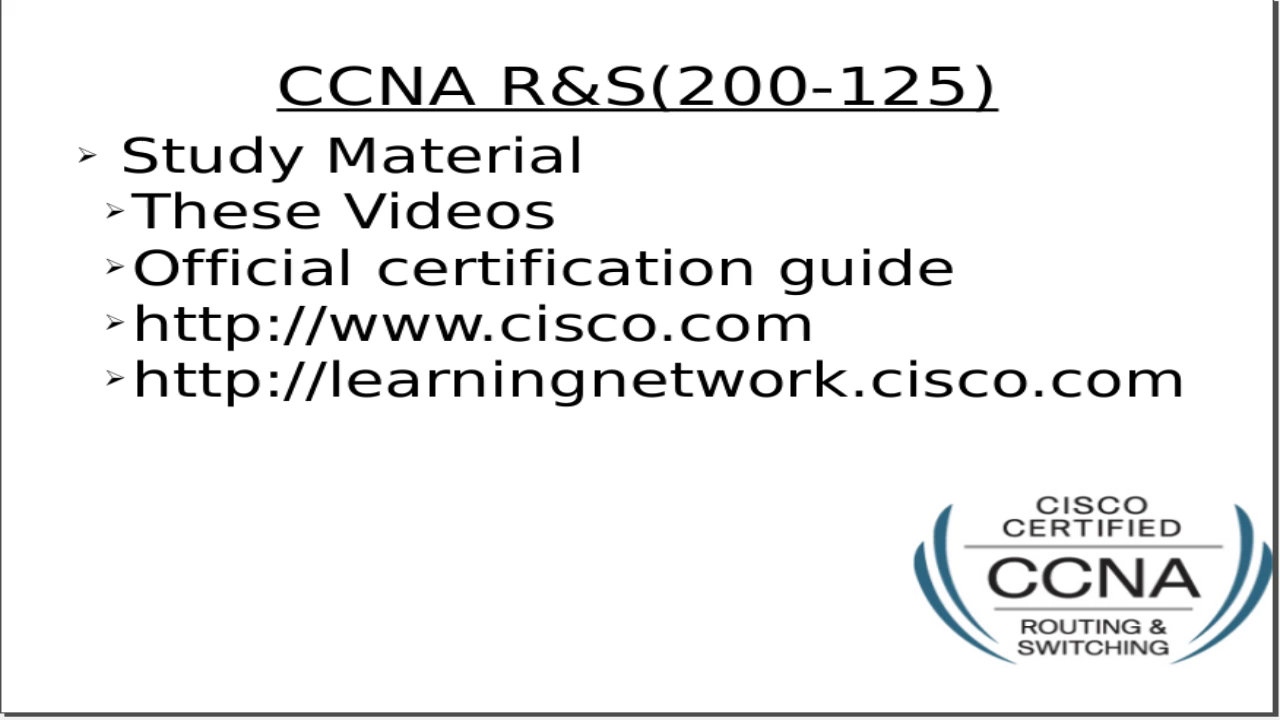 CCNA R&S(200-125)
➢ Study Material
➢These Videos
➢Official certification guide
➢http://www.cisco.com
➢http://learningnetwork.cisco.com
CISCO
CERTIFIED
CCNA
ROUTING &
SWITCHING